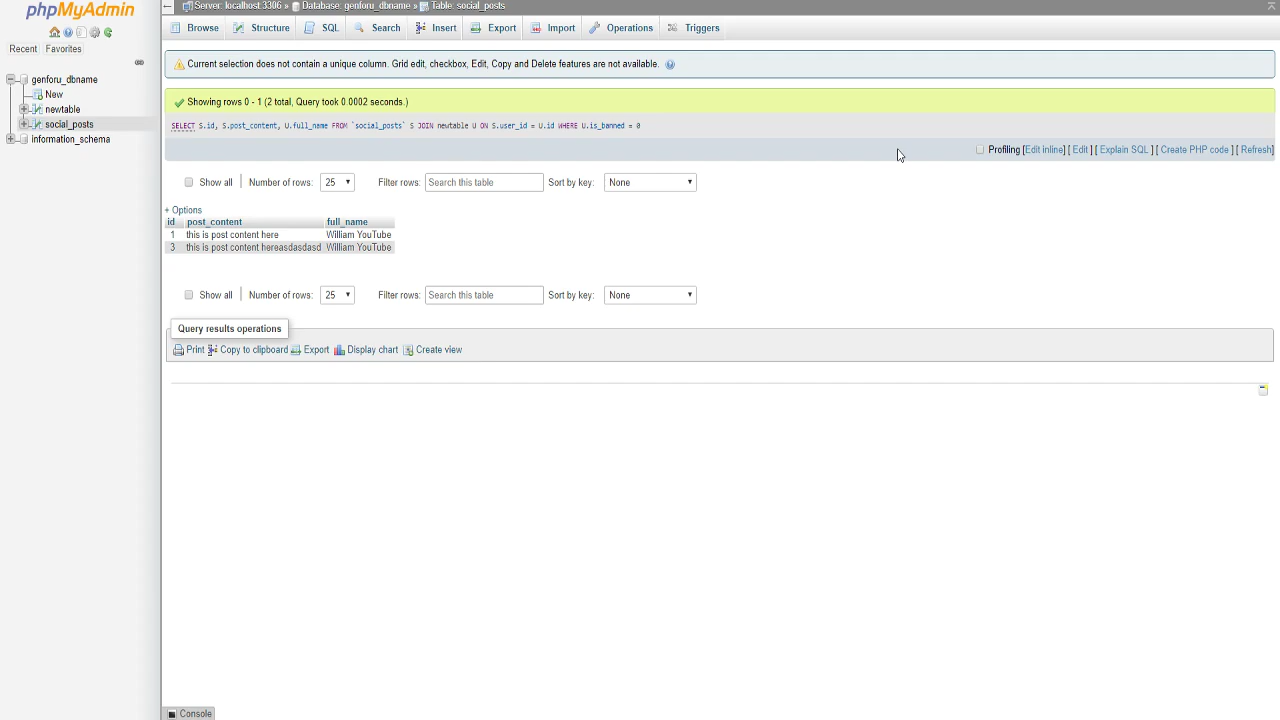 phpMyAdmin
Recent Favorites
genforu_dbname
New
newtable
social_posts
information_schema
Server: localhost:3306 » Database: genforu_dbname » Table: social_posts
Browse Structure SQL Search Insert Export Import Operations Triggers
Current selection does not contain a unique column. Grid edit, checkbox, Edit, Copy and Delete features are not available.
Showing rows 0 - 1 (2 total, Query took 0.0002 seconds.)
SELECT S.id, S.post_content, U.full_name FROM `social_posts` S JOIN newtable U ON S.user_id = U.id WHERE U.is_banned = 0
Profiling [Edit inline] [ Edit ] [ Explain SQL ] [ Create PHP code ] [ Refresh]
Show all | Number of rows: 25 Filter rows: Search this table Sort by key: None
+ Options
id post_content full_name
1 this is post content here William YouTube
3 this is post content hereasdasdasd William YouTube
Show all | Number of rows: 25 Filter rows: Search this table Sort by key: None
Query results operations
Print Copy to clipboard Export Display chart Create view
Console